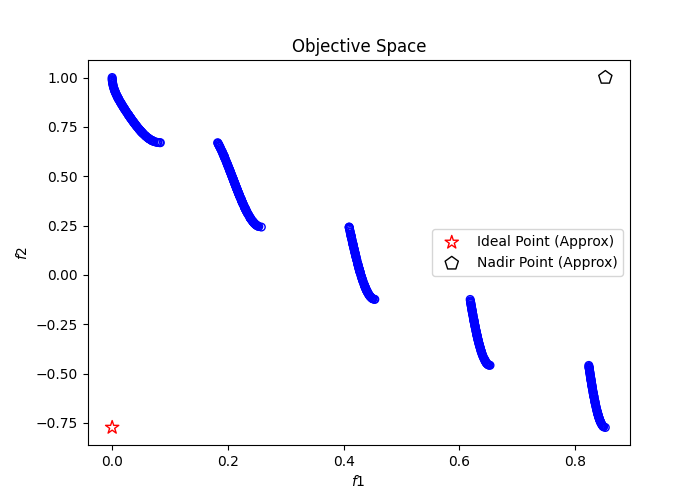 Objective Space
1.00
0.75
0.50
0.25
0.00
−0.25
−0.50
−0.75
f2
Ideal Point (Approx)
Nadir Point (Approx)
0.0 0.2 0.4 0.6 0.8
f1